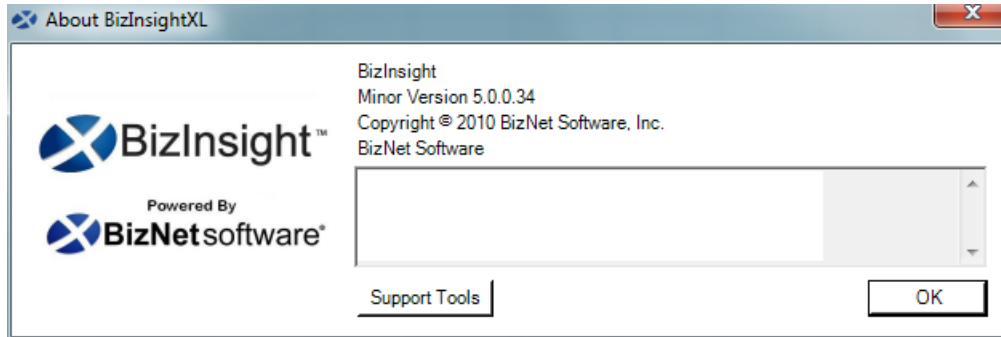 About BizInsightXL
BizInsight
Minor Version 5.0.0.34
Copyright © 2010 BizNet Software, Inc.
BizNet Software
BizInsight™
Powered By
BizNetsoftware®
Support Tools
OK